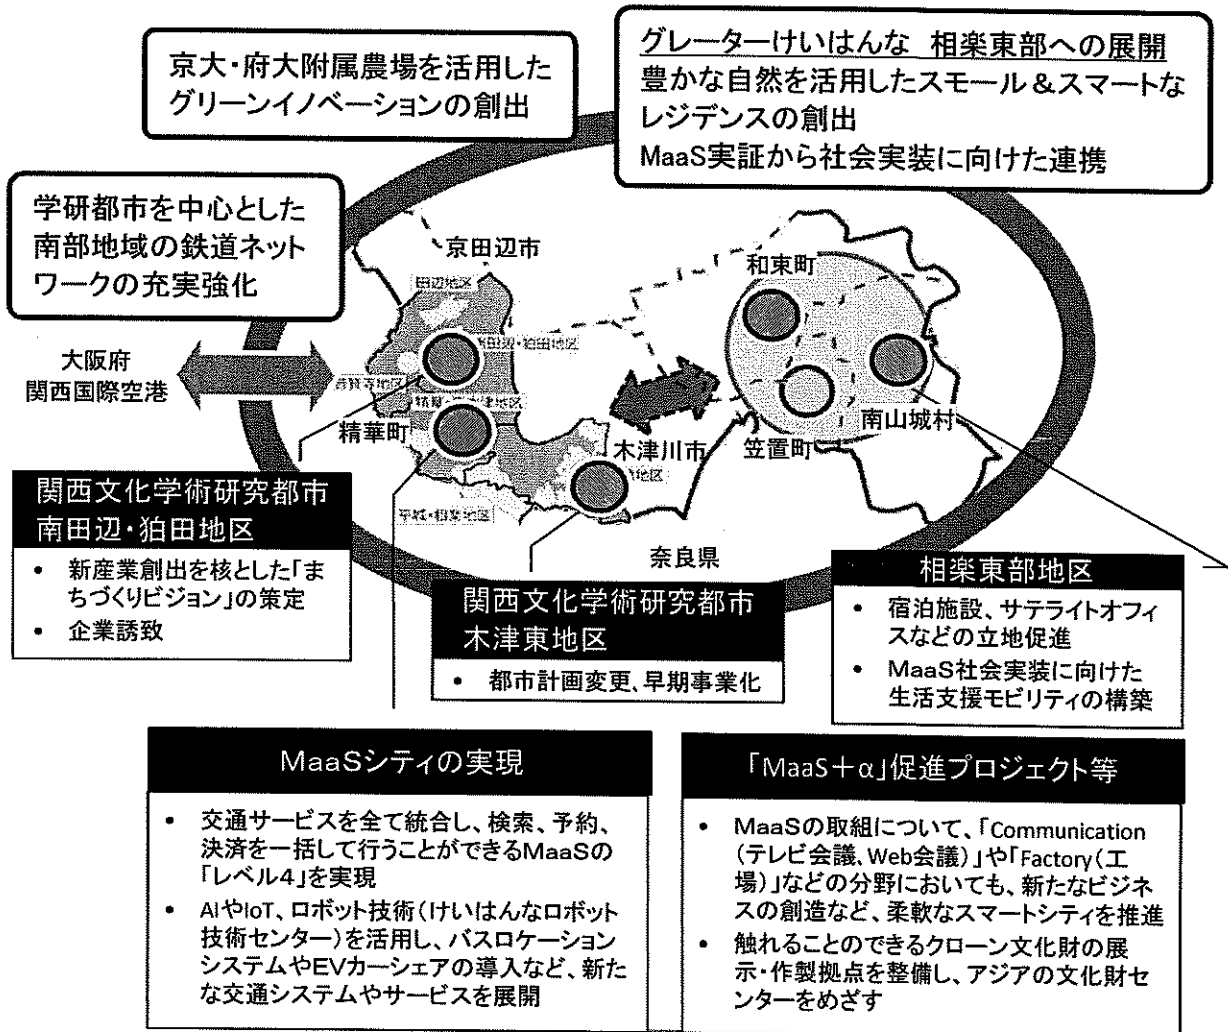 京大・府大附属農場を活用した
グリーンイノベーションの創出
グレーターけいはんな 相楽東部への展開
豊かな自然を活用したスモール＆スマートな
レジデンスの創出
MaaS実証から社会実装に向けた連携
学研都市を中心とした
南部地域の鉄道ネット
ワークの充実強化
京田辺市
田辺地区
和束町
大阪府
関西国際空港
南田辺・狛田地区
普賢寺地区
精華町
木津川市
笠置町
南山城村
平城・相楽地区
奈良県
関西文化学術研究都市
南田辺・狛田地区
• 新産業創出を核とした「ま
ちづくりビジョン」の策定
• 企業誘致
関西文化学術研究都市
木津東地区
• 都市計画変更、早期事業化
相楽東部地区
• 宿泊施設、サテライトオフィ
スなどの立地促進
• MaaS社会実装に向けた
生活支援モビリティの構築
MaaSシティの実現
• 交通サービスを全て統合し、検索、予約、
決済を一括して行うことができるMaaSの
「レベル4」を実現
• AIやIoT、ロボット技術（けいはんなロボット
技術センター）を活用し、バスロケーション
システムやEVカーシェアの導入など、新た
な交通システムやサービスを展開
「MaaS＋α」促進プロジェクト等
• MaaSの取組について、「Communication
（テレビ会議、Web会議）」や「Factory（工
場）」などの分野においても、新たなビジネ
スの創造など、柔軟なスマートシティを推進
• 触れることのできるクローン文化財の展
示・作製拠点を整備し、アジアの文化財セ
ンターをめざす